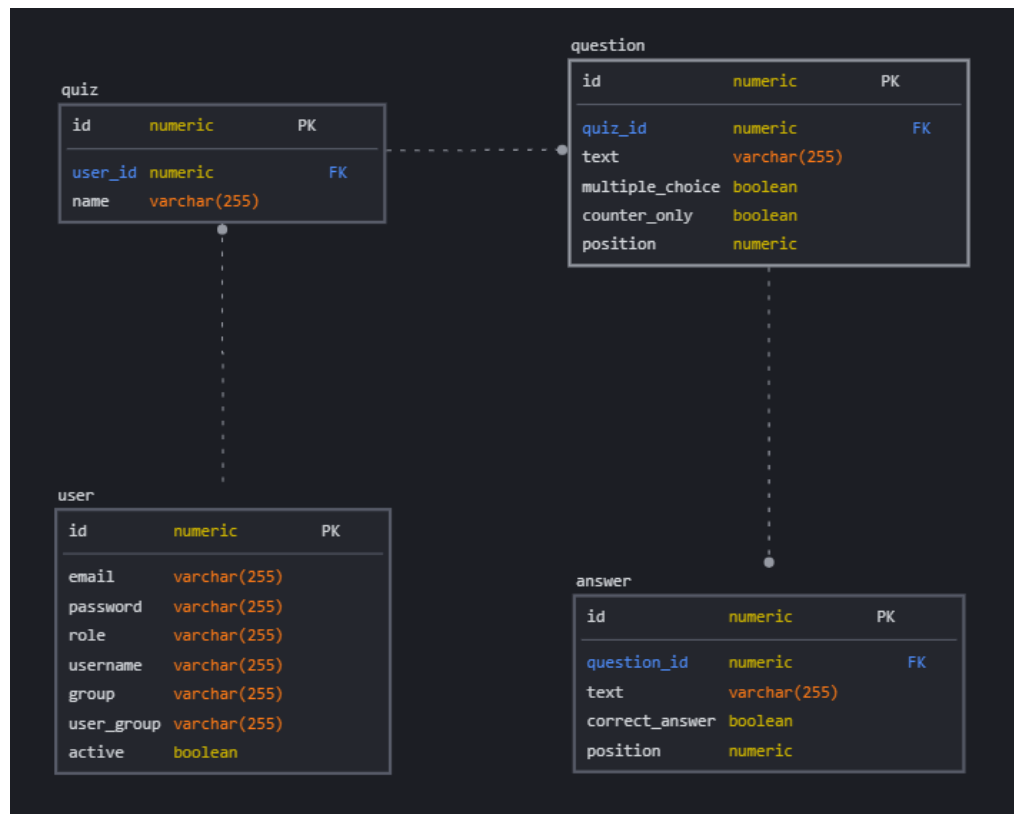 quiz
id numeric PK
user_id numeric FK
name varchar(255)
question
id numeric PK
quiz_id numeric FK
text varchar(255)
multiple_choice boolean
counter_only boolean
position numeric
user
id numeric PK
email varchar(255)
password varchar(255)
role varchar(255)
username varchar(255)
group varchar(255)
user_group varchar(255)
active boolean
answer
id numeric PK
question_id numeric FK
text varchar(255)
correct_answer boolean
position numeric